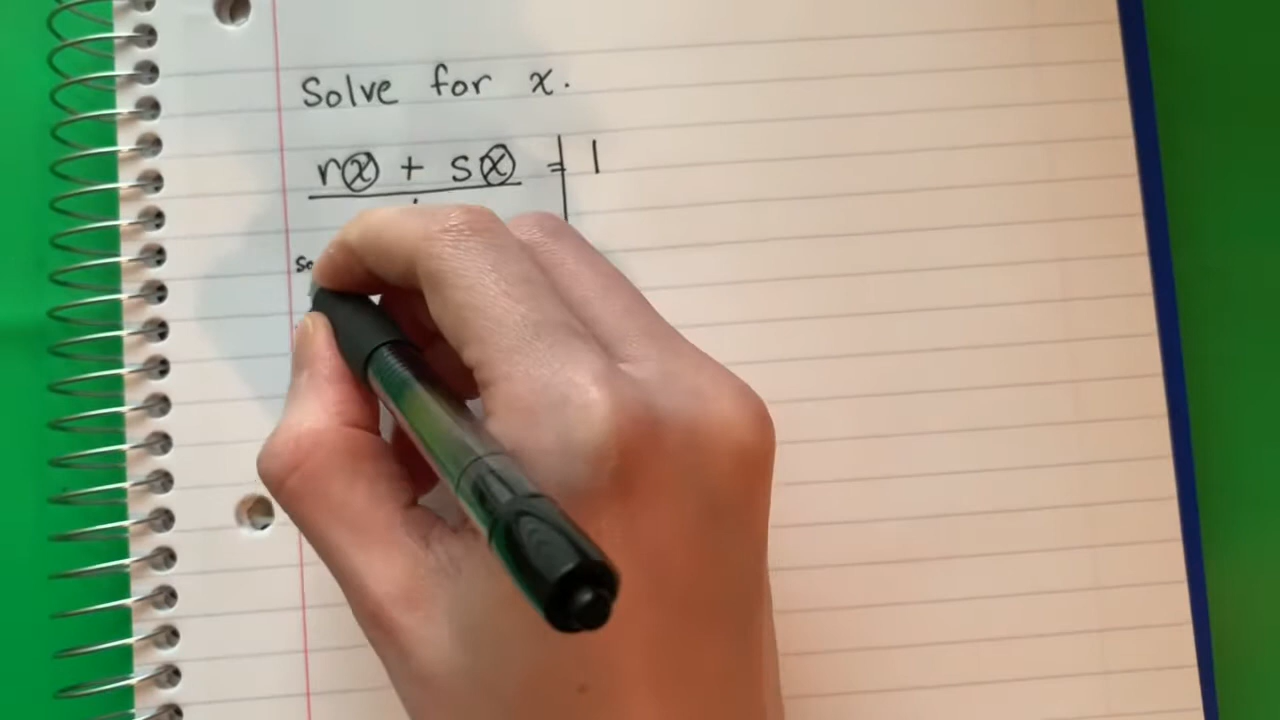 Solve for x.
rx + sx = 1